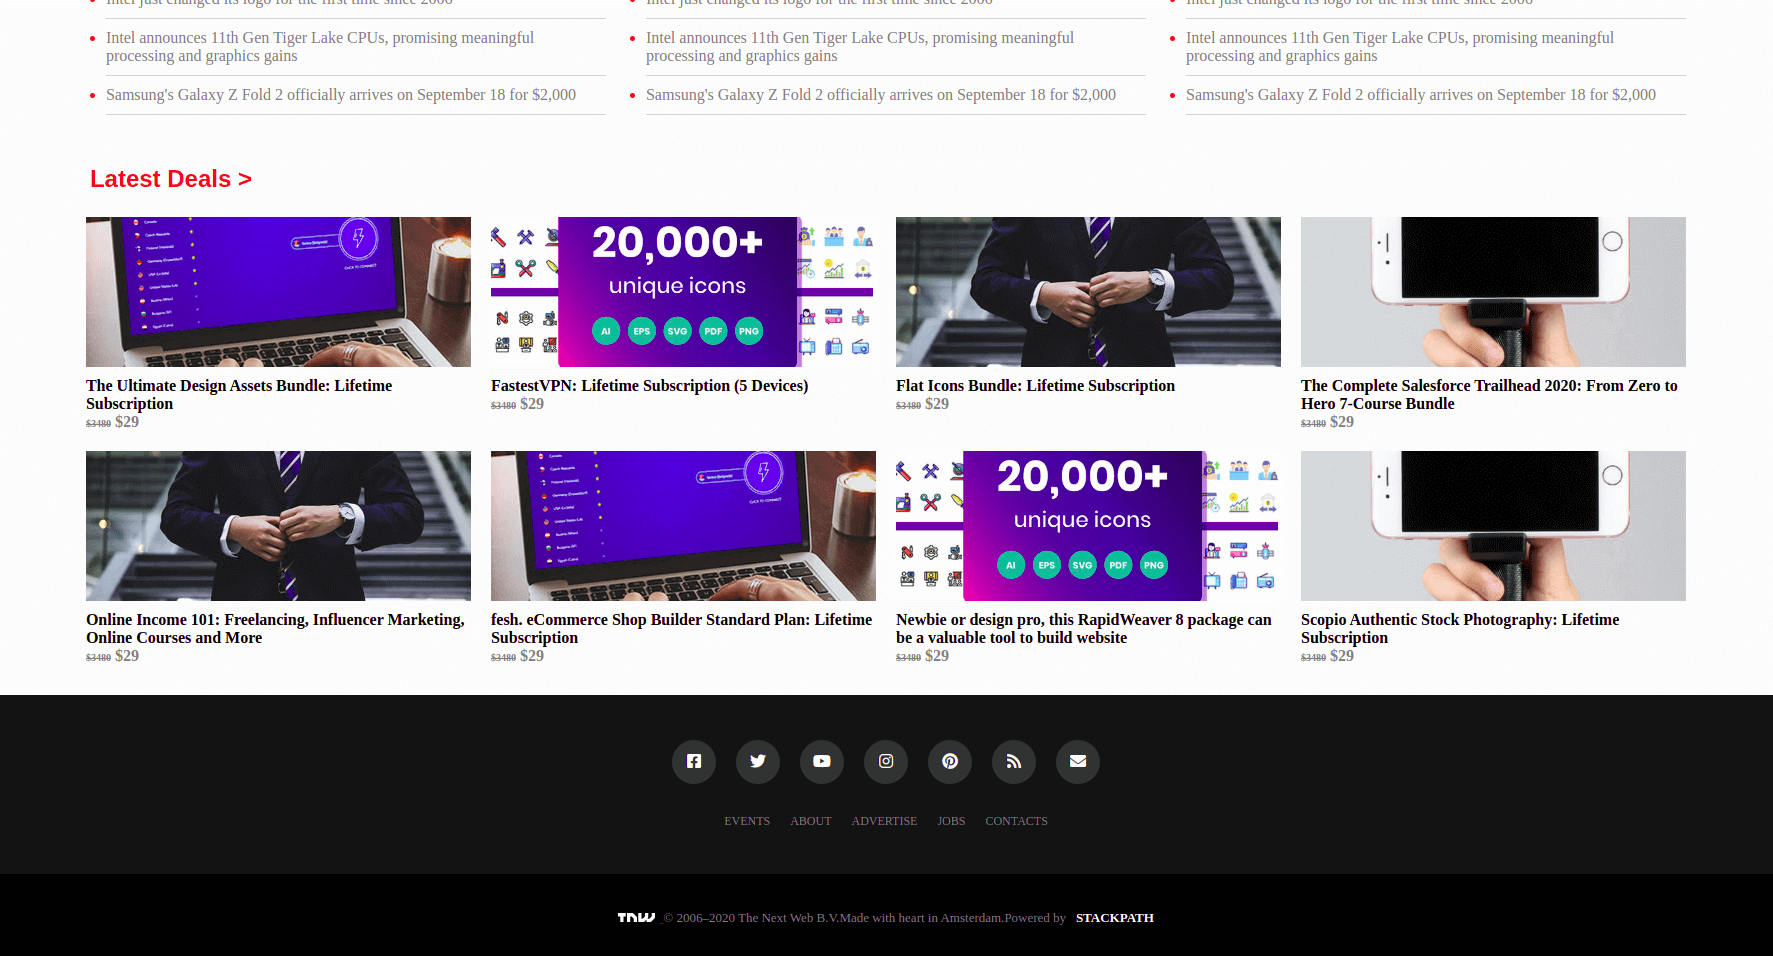 Intel just changed its logo for the first time since 2006
Intel announces 11th Gen Tiger Lake CPUs, promising meaningful
processing and graphics gains
Samsung's Galaxy Z Fold 2 officially arrives on September 18 for $2,000
Intel just changed its logo for the first time since 2006
Intel announces 11th Gen Tiger Lake CPUs, promising meaningful
processing and graphics gains
Samsung's Galaxy Z Fold 2 officially arrives on September 18 for $2,000
Intel just changed its logo for the first time since 2006
Intel announces 11th Gen Tiger Lake CPUs, promising meaningful
processing and graphics gains
Samsung's Galaxy Z Fold 2 officially arrives on September 18 for $2,000
Latest Deals >
20,000+
unique icons
AI EPS SVG PDF PNG
The Ultimate Design Assets Bundle: Lifetime
Subscription
$3480 $29
FastestVPN: Lifetime Subscription (5 Devices)
$3480 $29
Flat Icons Bundle: Lifetime Subscription
$3480 $29
The Complete Salesforce Trailhead 2020: From Zero to
Hero 7-Course Bundle
$3480 $29
20,000+
unique icons
AI EPS SVG PDF PNG
Online Income 101: Freelancing, Influencer Marketing,
Online Courses and More
$3480 $29
fesh. eCommerce Shop Builder Standard Plan: Lifetime
Subscription
$3480 $29
Newbie or design pro, this RapidWeaver 8 package can
be a valuable tool to build website
$3480 $29
Scopio Authentic Stock Photography: Lifetime
Subscription
$3480 $29
EVENTS ABOUT ADVERTISE JOBS CONTACTS
TNW © 2006–2020 The Next Web B.V.Made with heart in Amsterdam.Powered by STACKPATH